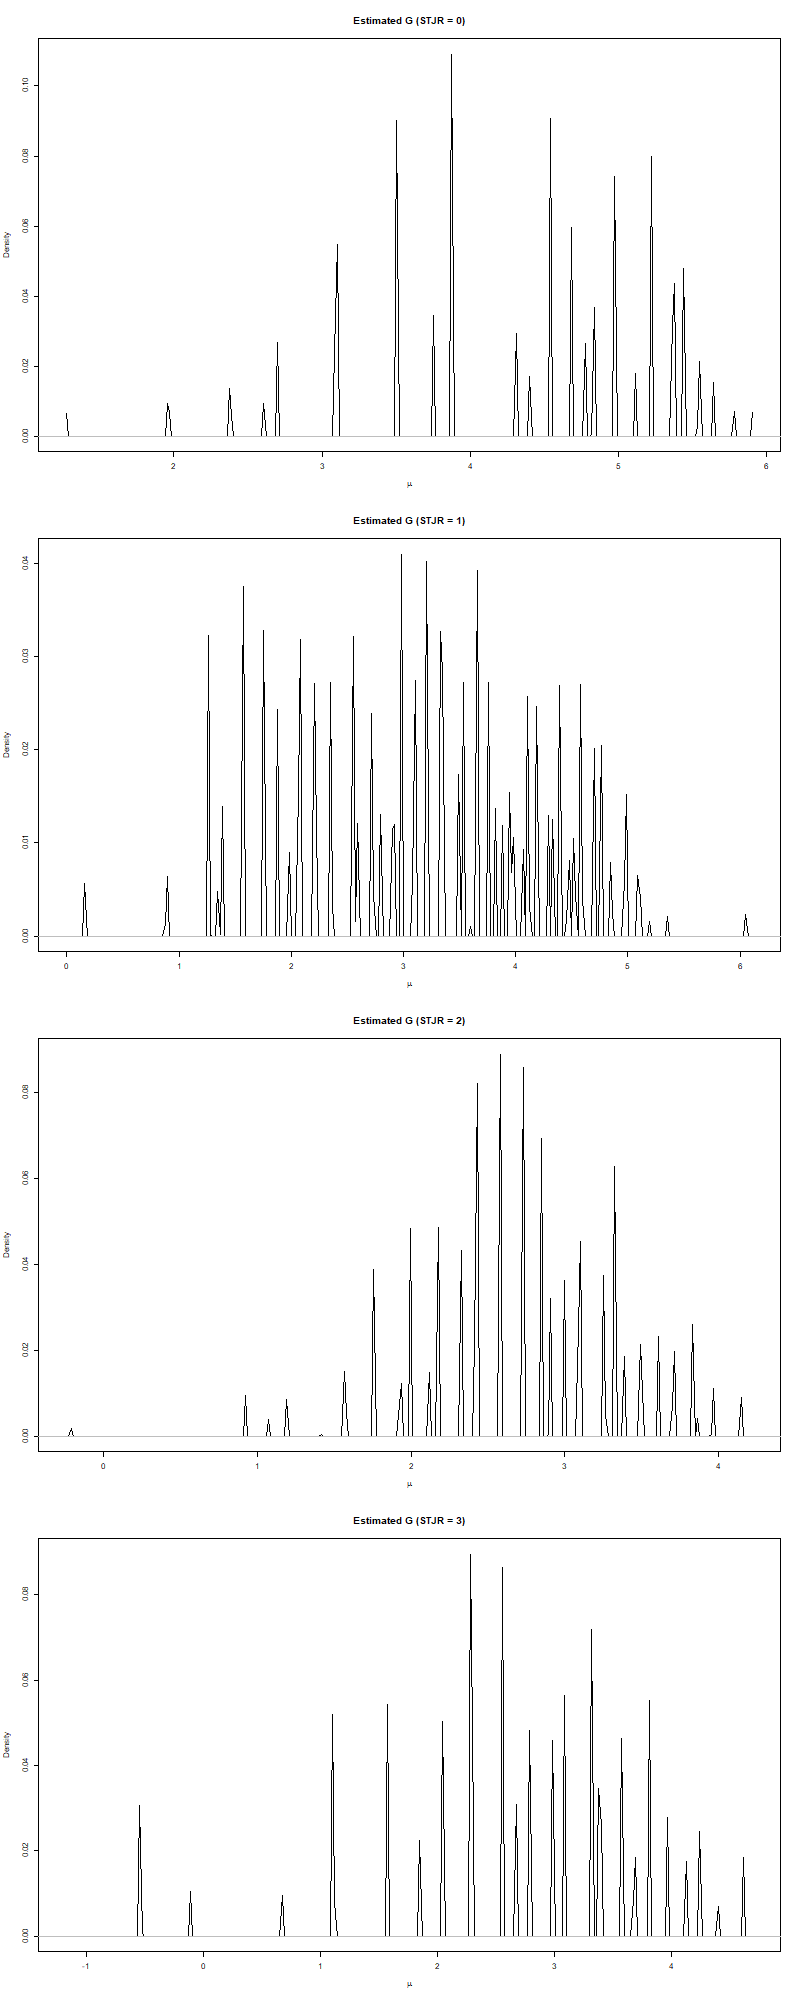 Estimated G (STJR = 0)
Density
0.00 0.02 0.04 0.06 0.08 0.10
2 3 4 5 6
μ
Estimated G (STJR = 1)
Density
0.00 0.01 0.02 0.03 0.04
0 1 2 3 4 5 6
μ
Estimated G (STJR = 2)
Density
0.00 0.02 0.04 0.06 0.08
0 1 2 3 4
μ
Estimated G (STJR = 3)
Density
0.00 0.02 0.04 0.06 0.08
-1 0 1 2 3 4
μ